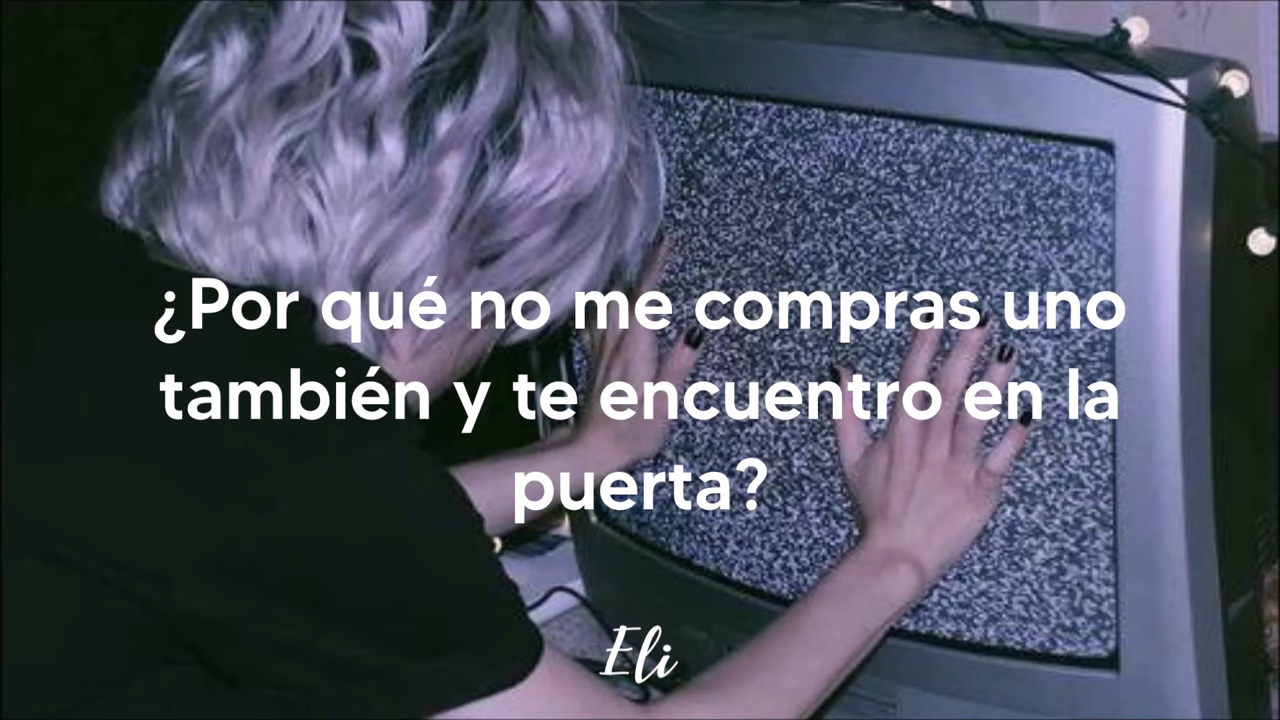 ¿Por qué no me compras uno
también y te encuentro en la
puerta?
Eli